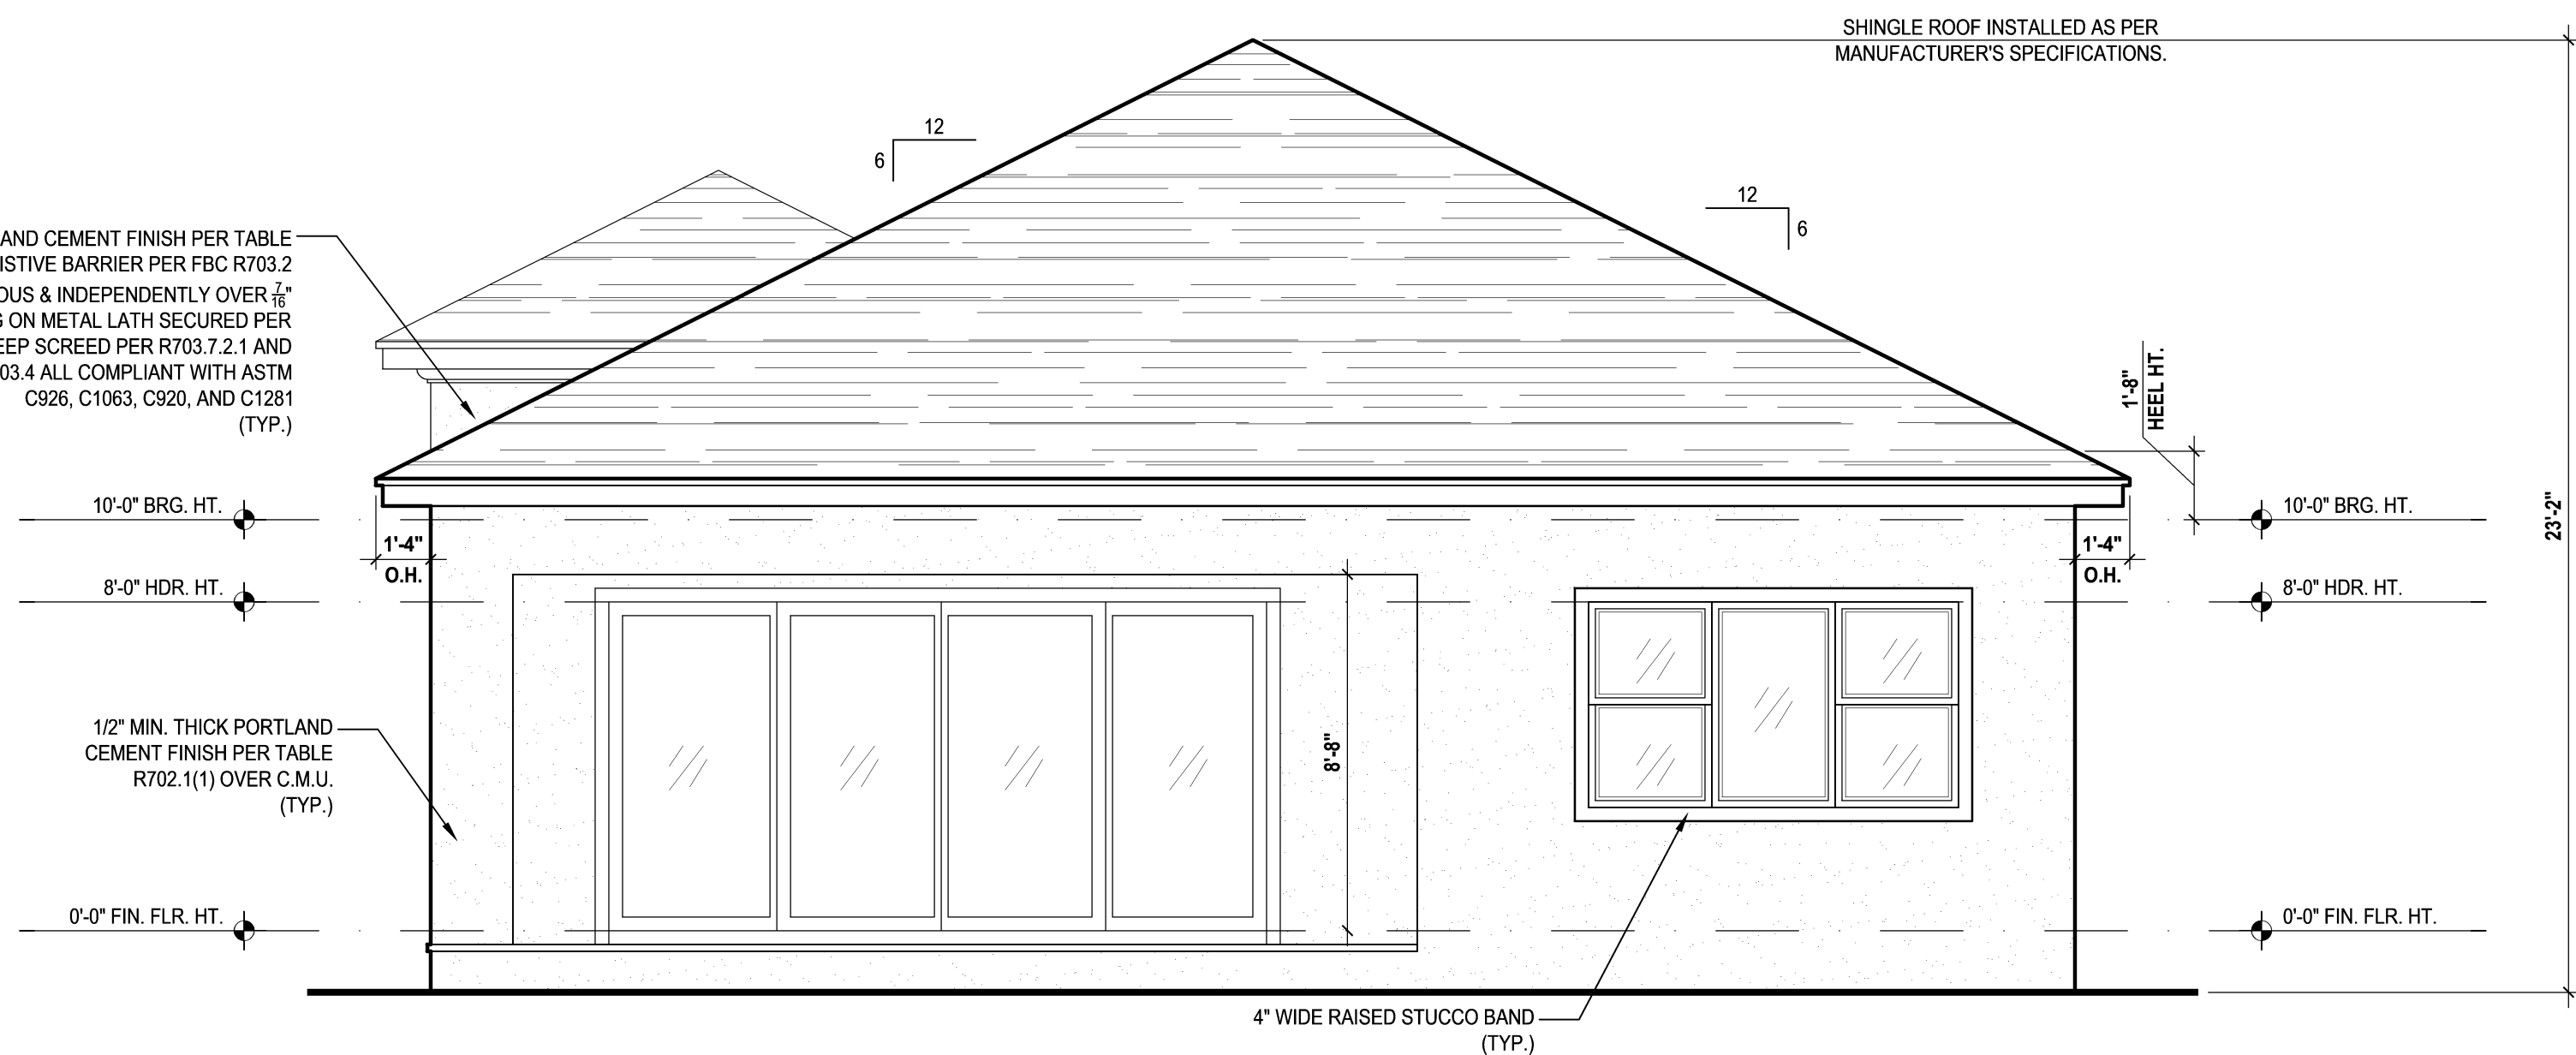 SHINGLE ROOF INSTALLED AS PER
MANUFACTURER'S SPECIFICATIONS.
12
6
12
6
AND CEMENT FINISH PER TABLE
BARRIER PER FBC R703.2
& INDEPENDENTLY OVER 7/16"
ON METAL LATH SECURED PER
SCREED PER R703.7.2.1 AND
ALL COMPLIANT WITH ASTM
C926, C1063, C920, AND C1281
(TYP.)
1'-8"
HEEL HT.
23'-2"
10'-0" BRG. HT.
10'-0" BRG. HT.
1'-4"
O.H.
1'-4"
O.H.
8'-0" HDR. HT.
8'-0" HDR. HT.
8'-8"
1/2" MIN. THICK PORTLAND
CEMENT FINISH PER TABLE
R702.1(1) OVER C.M.U.
(TYP.)
0'-0" FIN. FLR. HT.
0'-0" FIN. FLR. HT.
4" WIDE RAISED STUCCO BAND
(TYP.)